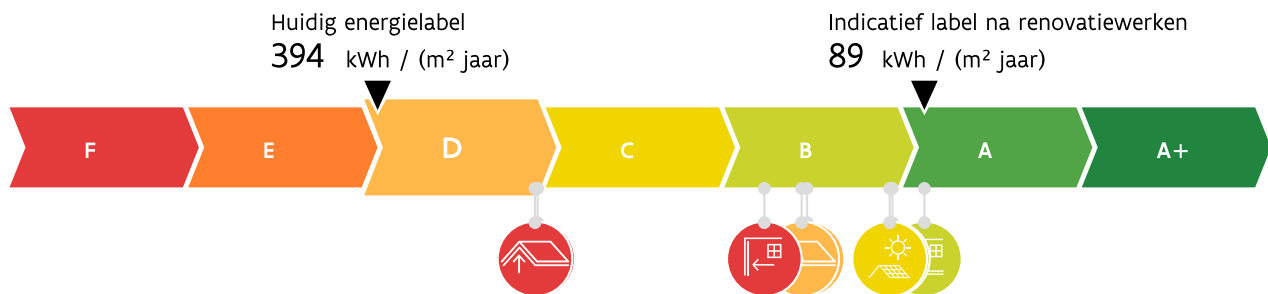 Huidig energielabel
394 kWh / (m² jaar)
Indicatief label na renovatiewerken
89 kWh / (m² jaar)
F E D C B A A+